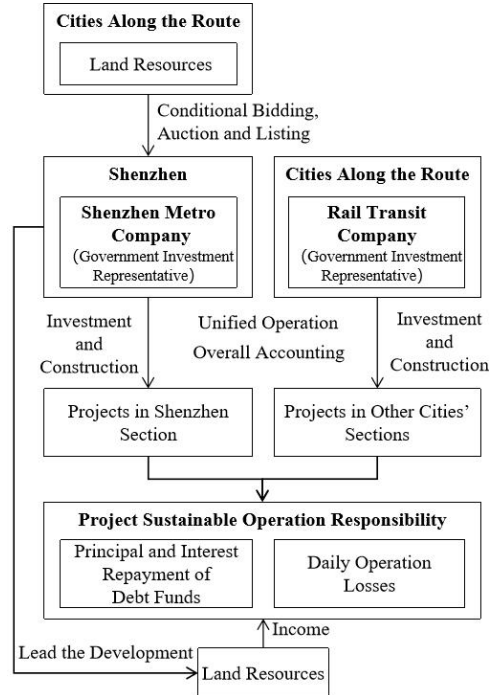 Cities Along the Route
Land Resources
Conditional Bidding,
Auction and Listing
Shenzhen
Shenzhen Metro
Company
(Government Investment
Representative)
Cities Along the Route
Rail Transit
Company
(Government Investment
Representative)
Investment
and
Construction
Unified Operation
Overall Accounting
Investment
and
Construction
Projects in Shenzhen
Section
Projects in Other Cities’
Sections
Project Sustainable Operation Responsibility
Principal and Interest
Repayment of
Debt Funds
Daily Operation
Losses
Income
Lead the Development
Land Resources